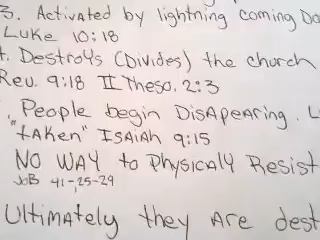 3. Activated by lightning coming Do
Luke 10:18
t. Destroys (Divides) the church
Rev. 9:18 II Theso. 2:3
People begin Disapearing. L
"taken" Isaiah 9:15
NO WAY to Physicaly Resist
Job 41-25-29
Ultimately they Are dest